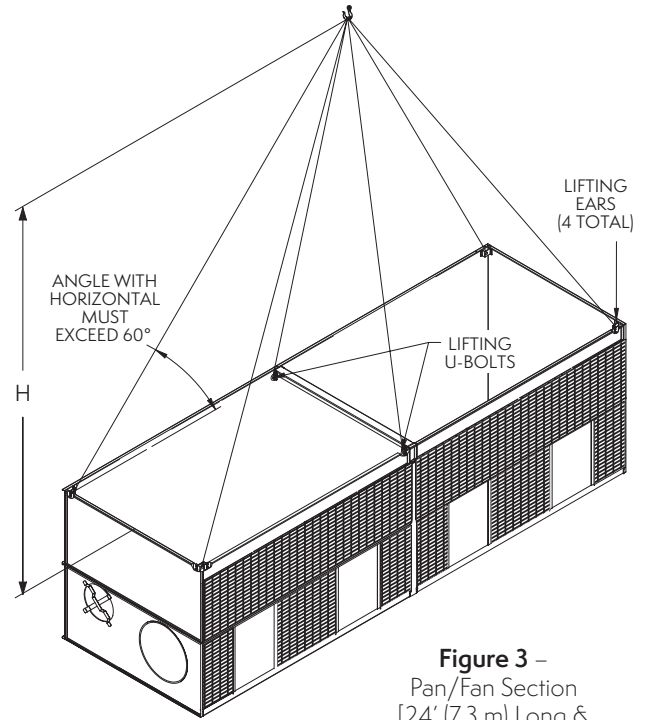 LIFTING
EARS
(4 TOTAL)
ANGLE WITH
HORIZONTAL
MUST
EXCEED 60°
LIFTING
U-BOLTS
H
Figure 3 –
Pan/Fan Section
[24' (7.3 m) Long &